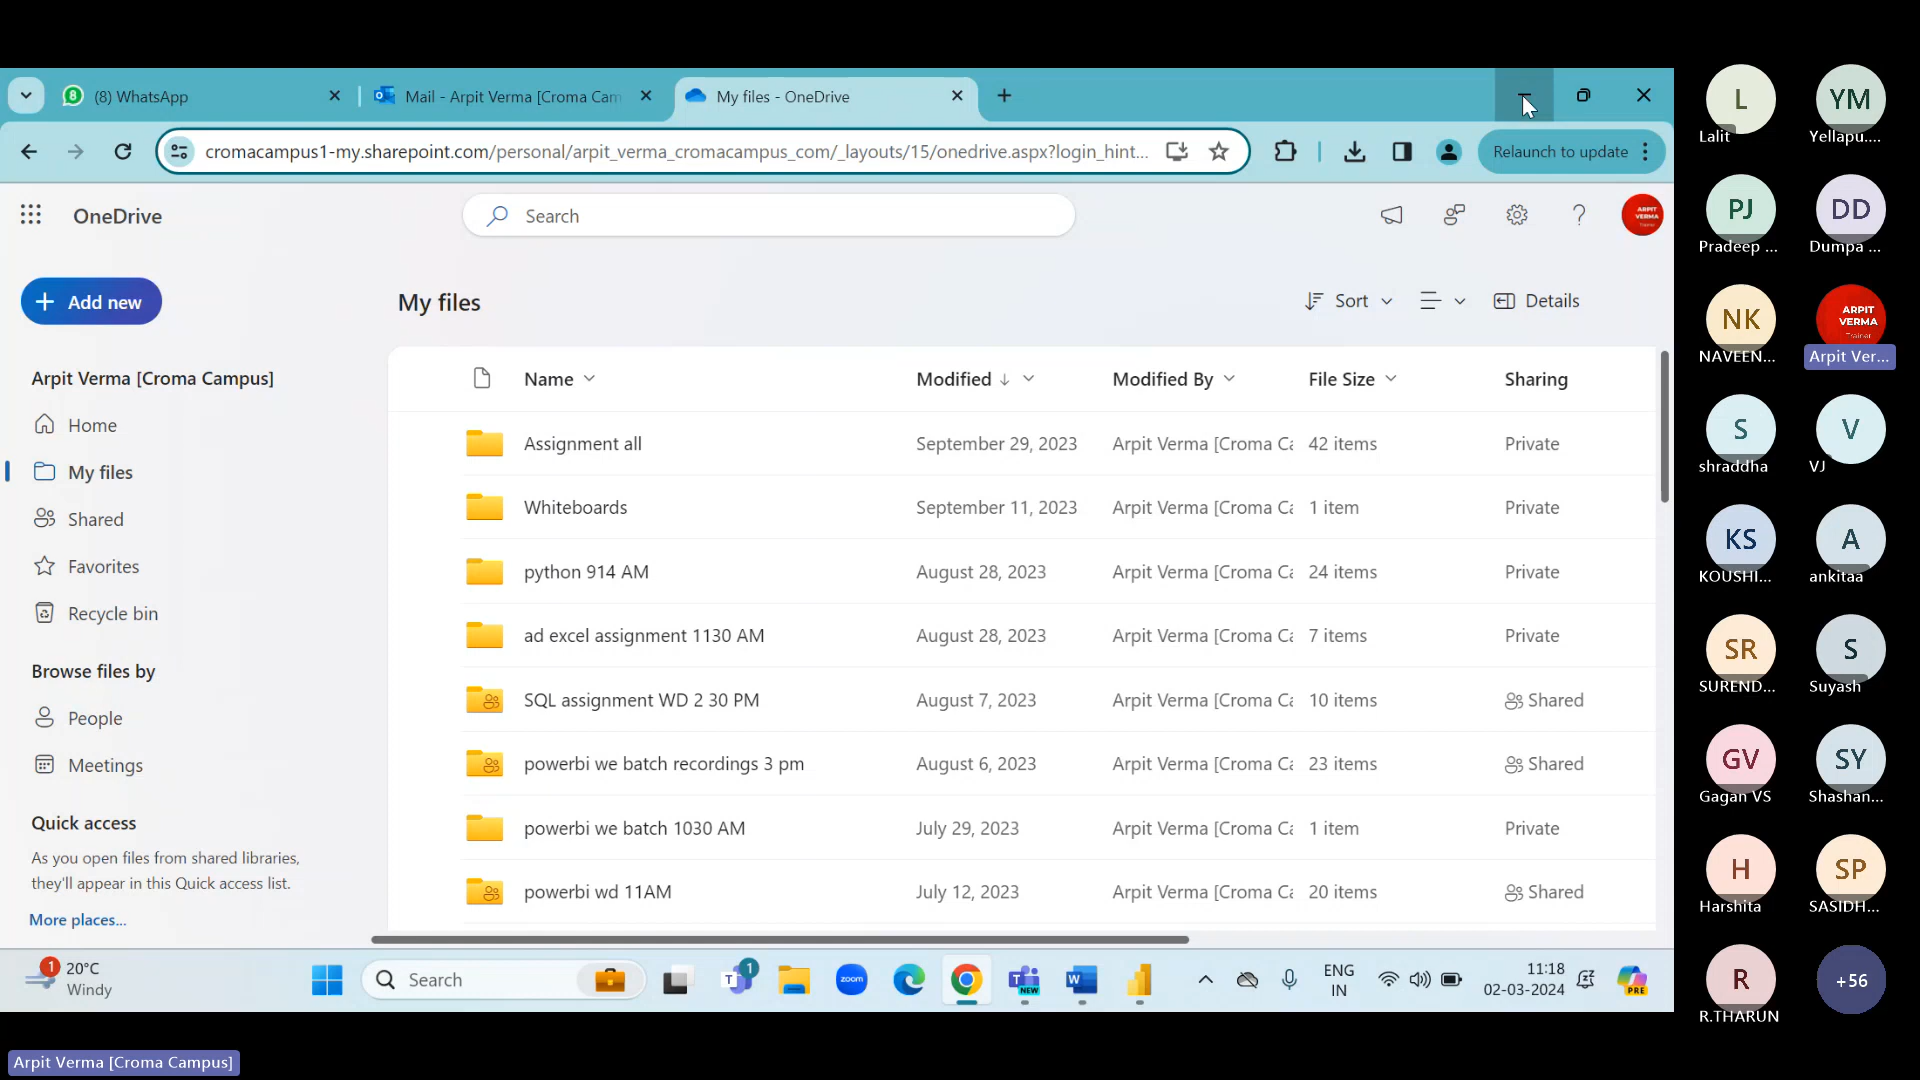 (8) WhatsApp
Mail - Arpit Verma [Croma Cam
My files - OneDrive
cromacampus1-my.sharepoint.com/personal/arpit_verma_cromacampus_com/_layouts/15/onedrive.aspx?login_hint...
Relaunch to update
OneDrive
Search
ARPIT VERMA
Add new
My files
Sort
Details
Arpit Verma [Croma Campus]
Home
My files
Shared
Favorites
Recycle bin
Browse files by
People
Meetings
Quick access
As you open files from shared libraries,
they'll appear in this Quick access list.
More places...
Name Modified Modified By File Size Sharing
Assignment all September 29, 2023 Arpit Verma [Croma Ca 42 items Private
Whiteboards September 11, 2023 Arpit Verma [Croma Ca 1 item Private
python 914 AM August 28, 2023 Arpit Verma [Croma Ca 24 items Private
ad excel assignment 1130 AM August 28, 2023 Arpit Verma [Croma Ca 7 items Private
SQL assignment WD 2 30 PM August 7, 2023 Arpit Verma [Croma Ca 10 items Shared
powerbi we batch recordings 3 pm August 6, 2023 Arpit Verma [Croma Ca 23 items Shared
powerbi we batch 1030 AM July 29, 2023 Arpit Verma [Croma Ca 1 item Private
powerbi wd 11AM July 12, 2023 Arpit Verma [Croma Ca 20 items Shared
1
20°C
Windy
Search
T 1
zoom
NEW
W
PRE
ENG
IN
11:18
02-03-2024
Arpit Verma [Croma Campus]
L YM
Lalit Yellapu....
PJ DD
Pradeep ... Dumpa ...
NK ARPIT VERMA Trainer
NAVEEN... Arpit Ver...
S V
shraddha VJ
KS A
KOUSHI... ankitaa
SR S
SUREND... Suyash
GV SY
Gagan VS Shashan...
H SP
Harshita SASIDH...
R +56
R.THARUN